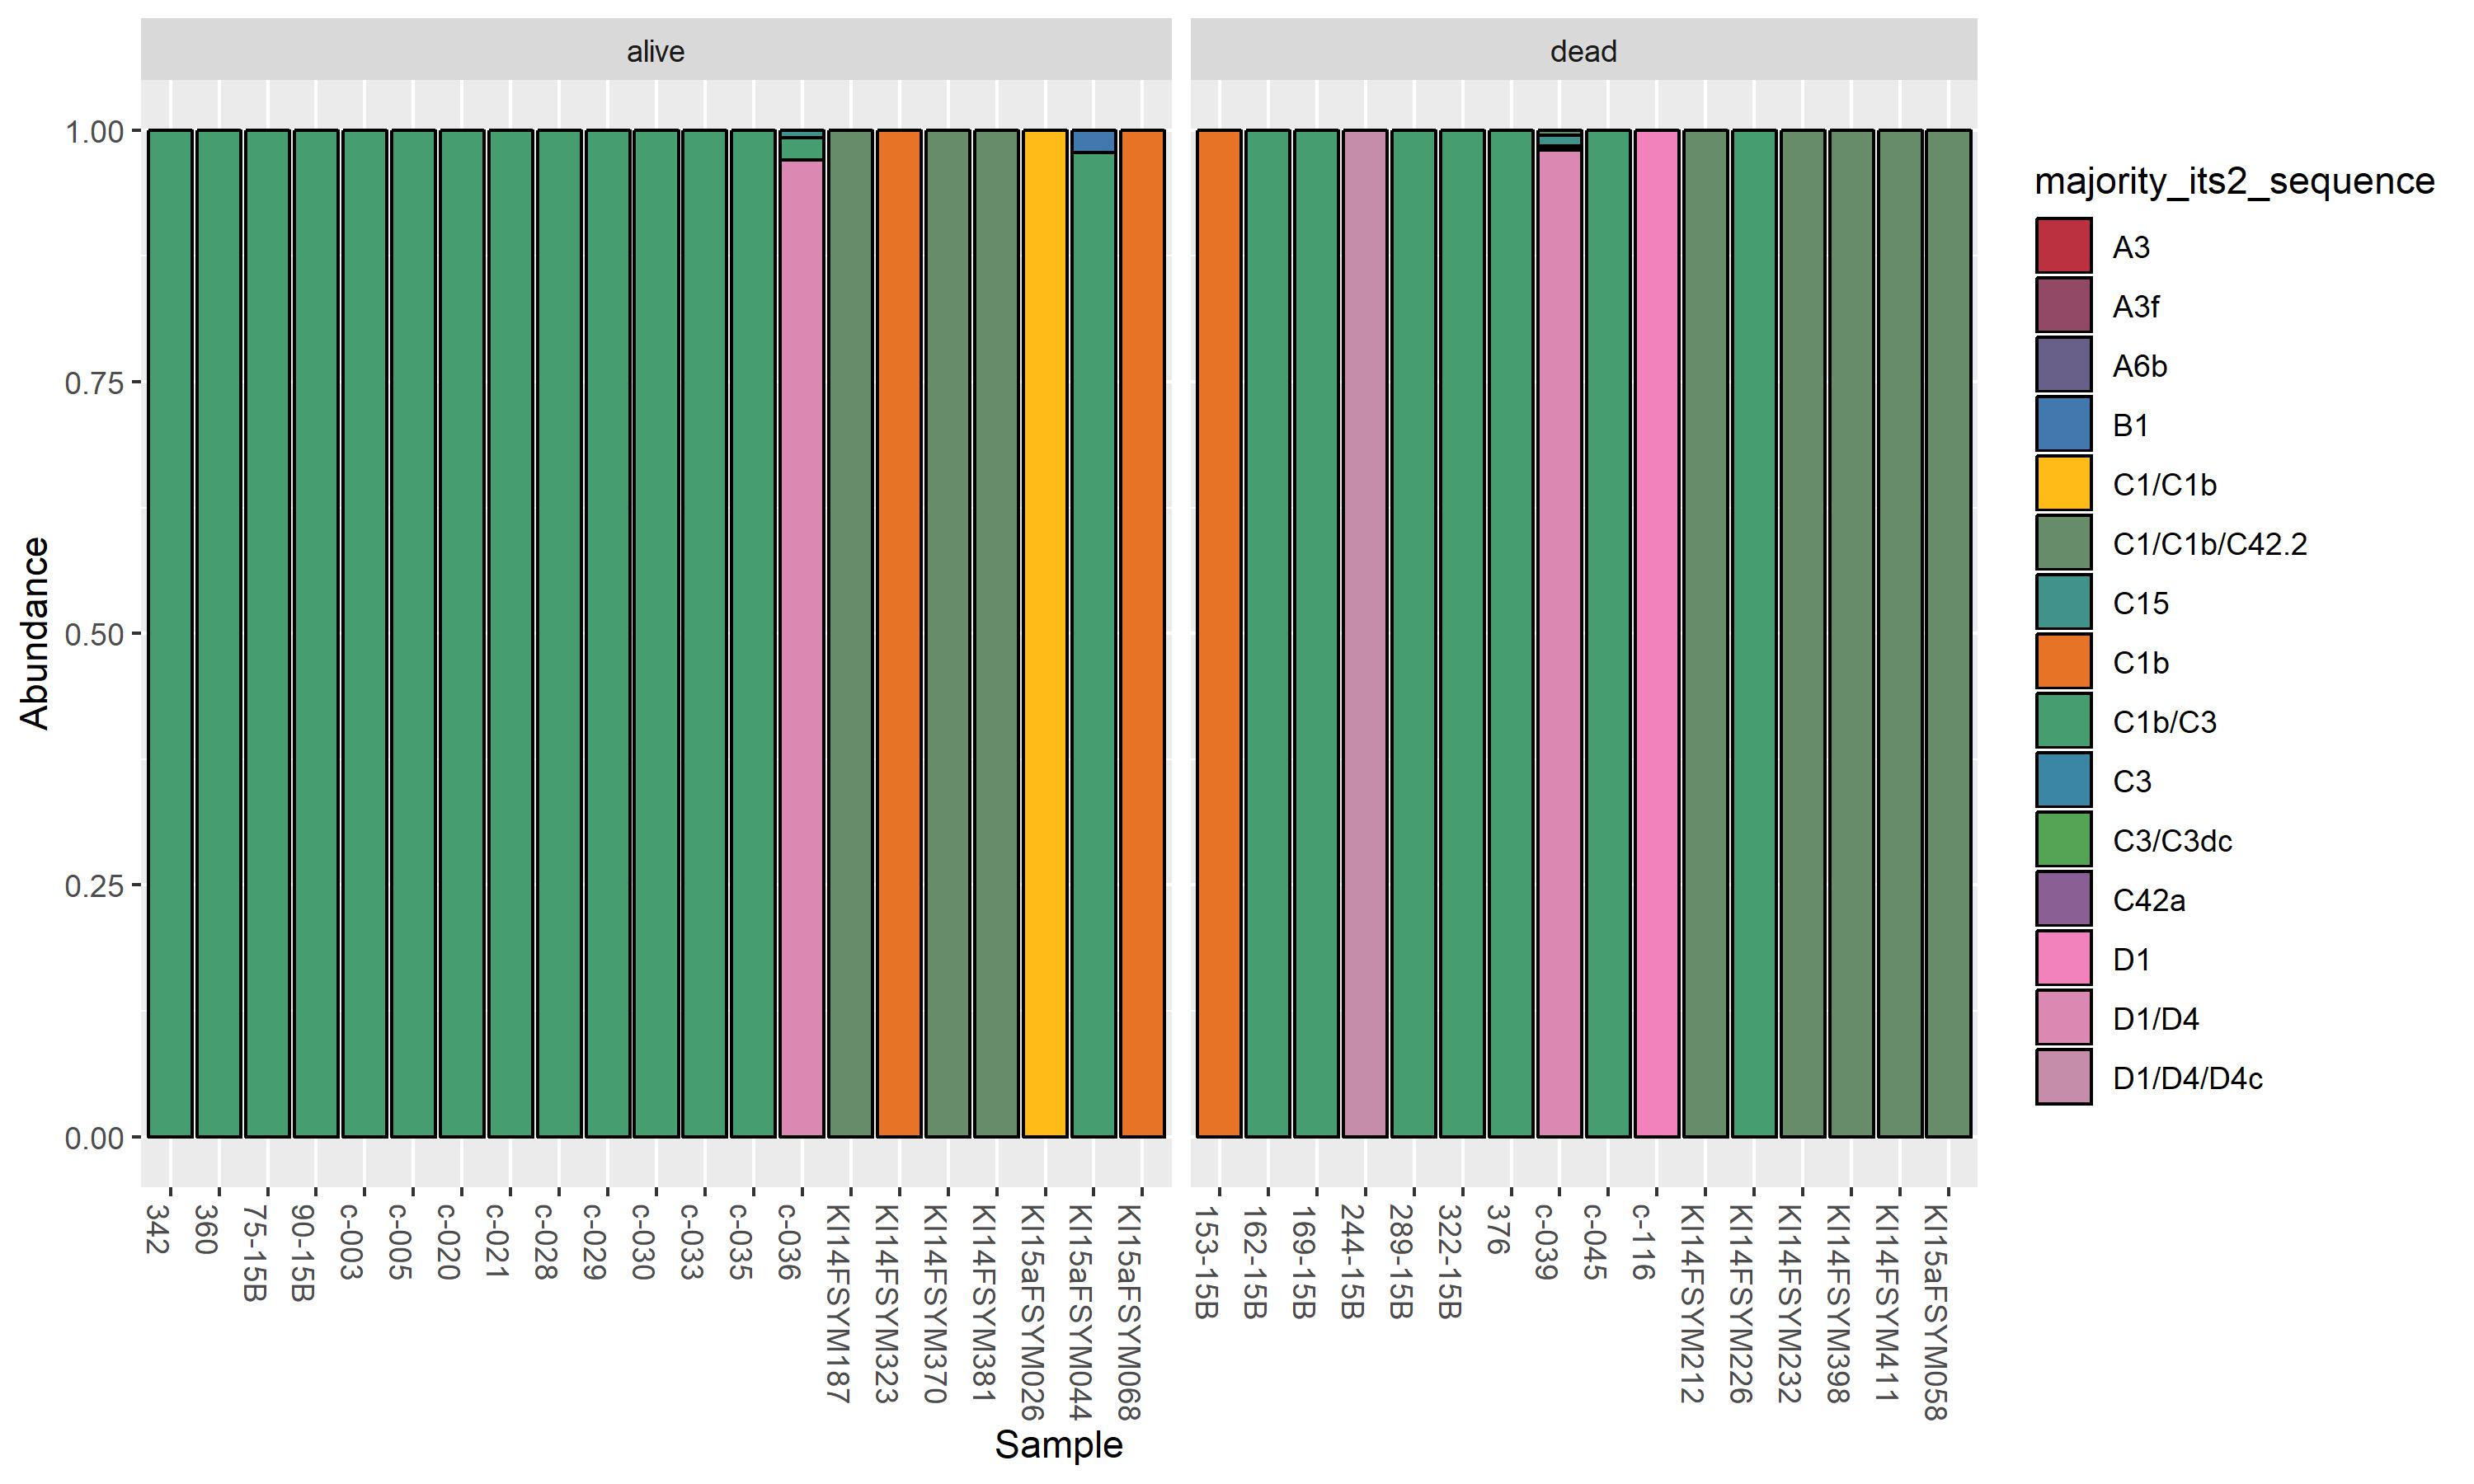 alive
dead
1.00
0.75
0.50
0.25
0.00
Abundance
342
360
75-15B
90-15B
c-003
c-005
c-020
c-021
c-028
c-029
c-030
c-033
c-035
c-036
KI14FSYM187
KI14FSYM323
KI14FSYM370
KI14FSYM381
KI15aFSYM026
KI15aFSYM044
KI15aFSYM068
153-15B
162-15B
169-15B
244-15B
289-15B
322-15B
376
c-039
c-045
c-116
KI14FSYM212
KI14FSYM226
KI14FSYM232
KI14FSYM398
KI14FSYM411
KI15aFSYM058
Sample
majority_its2_sequence
A3
A3f
A6b
B1
C1/C1b
C1/C1b/C42.2
C15
C1b
C1b/C3
C3
C3/C3dc
C42a
D1
D1/D4
D1/D4/D4c